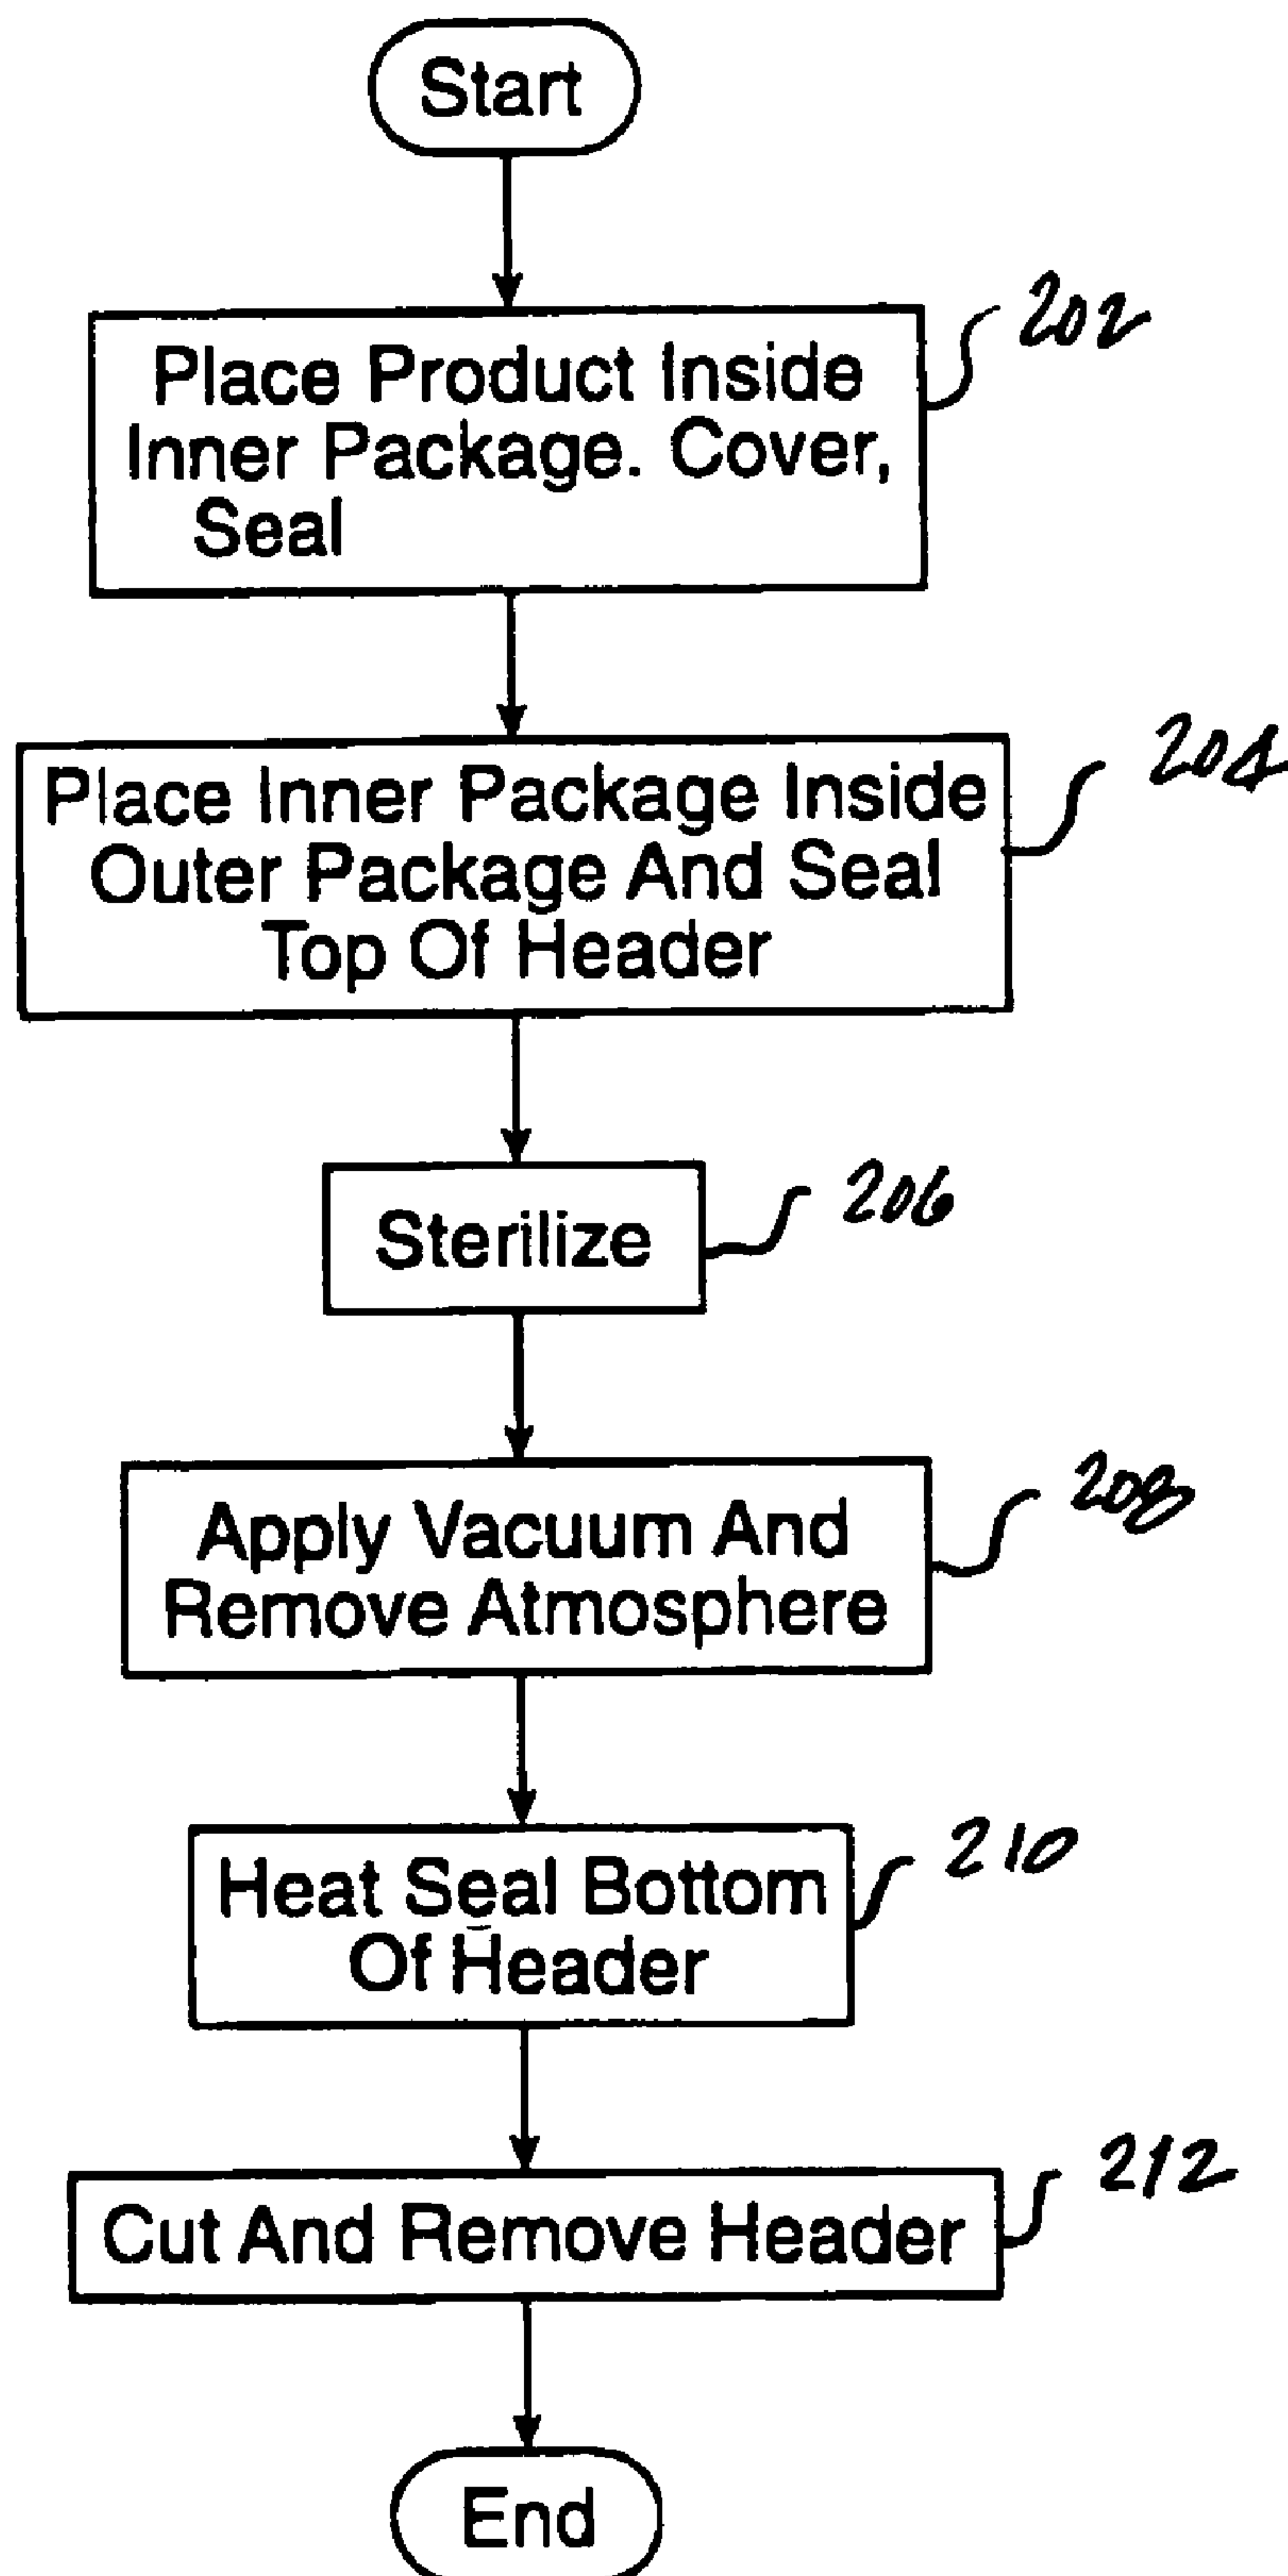 Start
202
Place Product Inside
Inner Package. Cover,
Seal
204
Place Inner Package Inside
Outer Package And Seal
Top Of Header
206
Sterilize
208
Apply Vacuum And
Remove Atmosphere
210
Heat Seal Bottom
Of Header
212
Cut And Remove Header
End